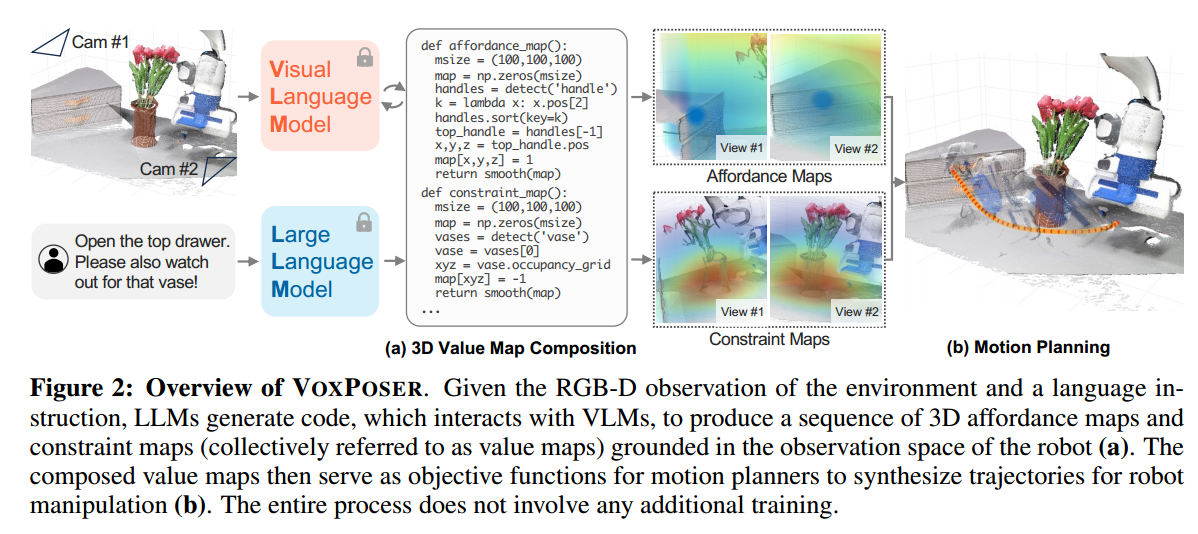 Cam #1
Cam #2
Visual
Language
Model
Open the top drawer.
Please also watch
out for that vase!
Large
Language
Model
def affordance_map():
msize = (100,100,100)
map = np.zeros(msize)
handles = detect('handle')
k = lambda x: x.pos[2]
handles.sort(key=k)
top_handle = handles[-1]
x,y,z = top_handle.pos
map[x,y,z] = 1
return smooth(map)
def constraint_map():
msize = (100,100,100)
map = np.zeros(msize)
vases = detect('vase')
vase = vases[0]
xyz = vase.occupancy_grid
map[xyz] = -1
return smooth(map)
...
View #1
View #2
Affordance Maps
View #1
View #2
Constraint Maps
(a) 3D Value Map Composition
(b) Motion Planning
Figure 2: Overview of VOXPOSER. Given the RGB-D observation of the environment and a language in-
struction, LLMs generate code, which interacts with VLMs, to produce a sequence of 3D affordance maps and
constraint maps (collectively referred to as value maps) grounded in the observation space of the robot (a). The
composed value maps then serve as objective functions for motion planners to synthesize trajectories for robot
manipulation (b). The entire process does not involve any additional training.